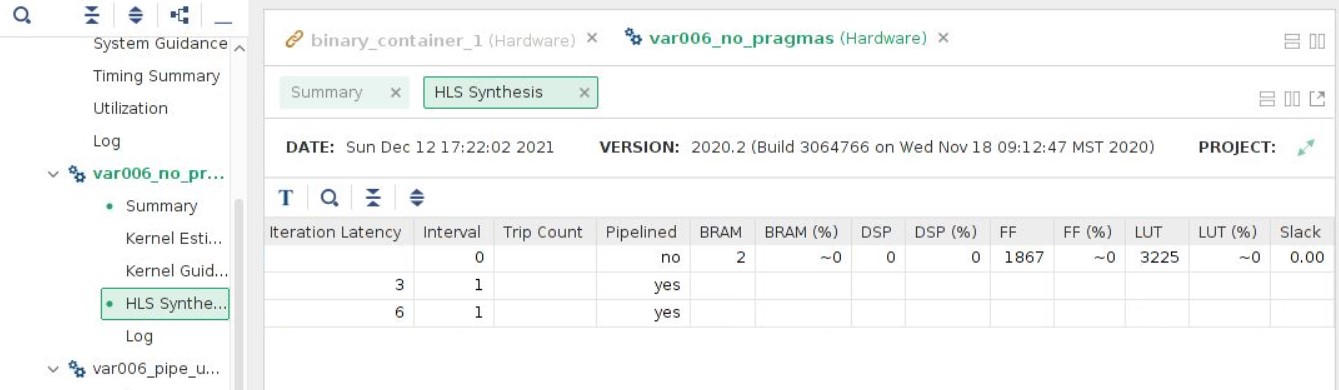 System Guidance
Timing Summary
Utilization
Log
var006_no_pr...
Summary
Kernel Esti...
Kernel Guid...
HLS Synthe...
Log
var006_pipe_u...
binary_container_1 (Hardware) × var006_no_pragmas (Hardware) ×
Summary × HLS Synthesis ×
DATE: Sun Dec 12 17:22:02 2021 VERSION: 2020.2 (Build 3064766 on Wed Nov 18 09:12:47 MST 2020) PROJECT:
T
Iteration Latency Interval Trip Count Pipelined BRAM BRAM (%) DSP DSP (%) FF FF (%) LUT LUT (%) Slack
0 no 2 ~0 0 0 1867 ~0 3225 ~0 0.00
3 1 yes
6 1 yes